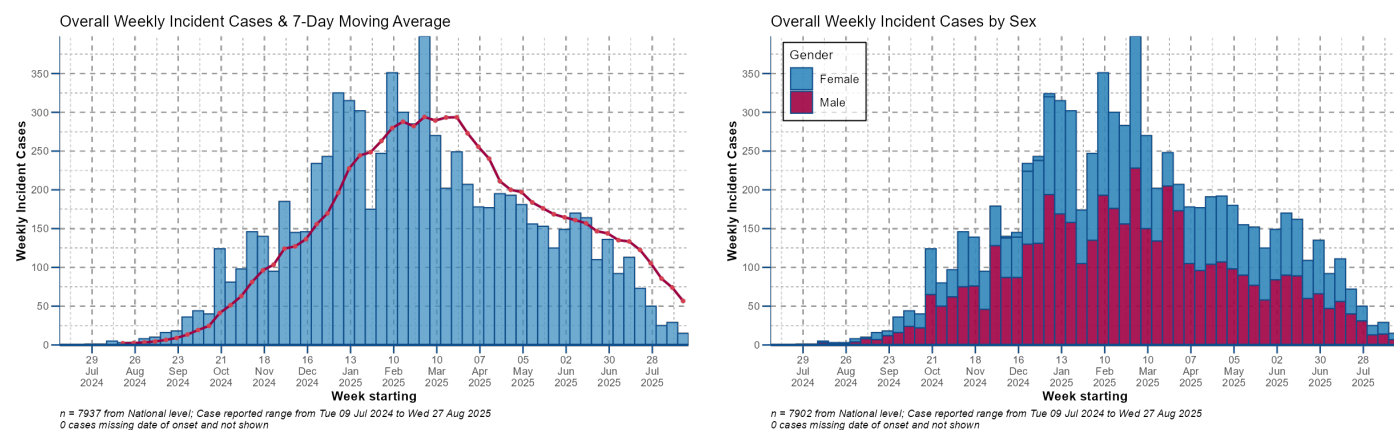 Overall Weekly Incident Cases & 7-Day Moving Average
Weekly Incident Cases
350
300
250
200
150
100
50
0
29 Jul 2024
26 Aug 2024
23 Sep 2024
21 Oct 2024
18 Nov 2024
16 Dec 2024
13 Jan 2025
10 Feb 2025
10 Mar 2025
07 Apr 2025
05 May 2025
02 Jun 2025
30 Jun 2025
28 Jul 2025
Week starting
n = 7937 from National level; Case reported range from Tue 09 Jul 2024 to Wed 27 Aug 2025
0 cases missing date of onset and not shown
Overall Weekly Incident Cases by Sex
Gender
Female
Male
Weekly Incident Cases
350
300
250
200
150
100
50
0
29 Jul 2024
26 Aug 2024
23 Sep 2024
21 Oct 2024
18 Nov 2024
16 Dec 2024
13 Jan 2025
10 Feb 2025
10 Mar 2025
07 Apr 2025
05 May 2025
02 Jun 2025
30 Jun 2025
28 Jul 2025
Week starting
n = 7902 from National level; Case reported range from Tue 09 Jul 2024 to Wed 27 Aug 2025
0 cases missing date of onset and not shown